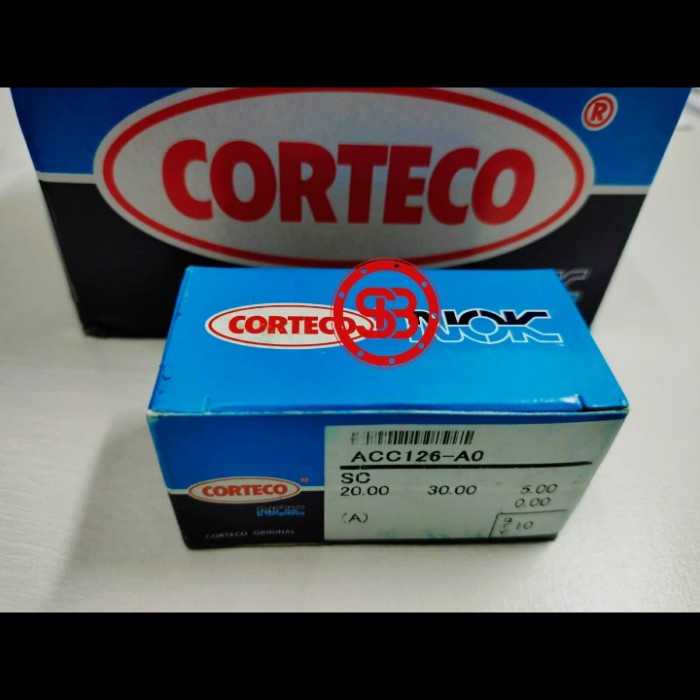 CORTECO ®
CORTECO NOK
SB
ACC126-A0
SC
20.00 30.00 5.00
0.00
(A)
10
CORTECO ®
NOK
CORTECO ORIGINAL